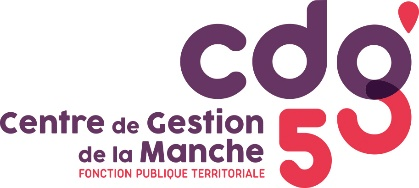 cdg
50
Centre de Gestion
de la Manche
FONCTION PUBLIQUE TERRITORIALE